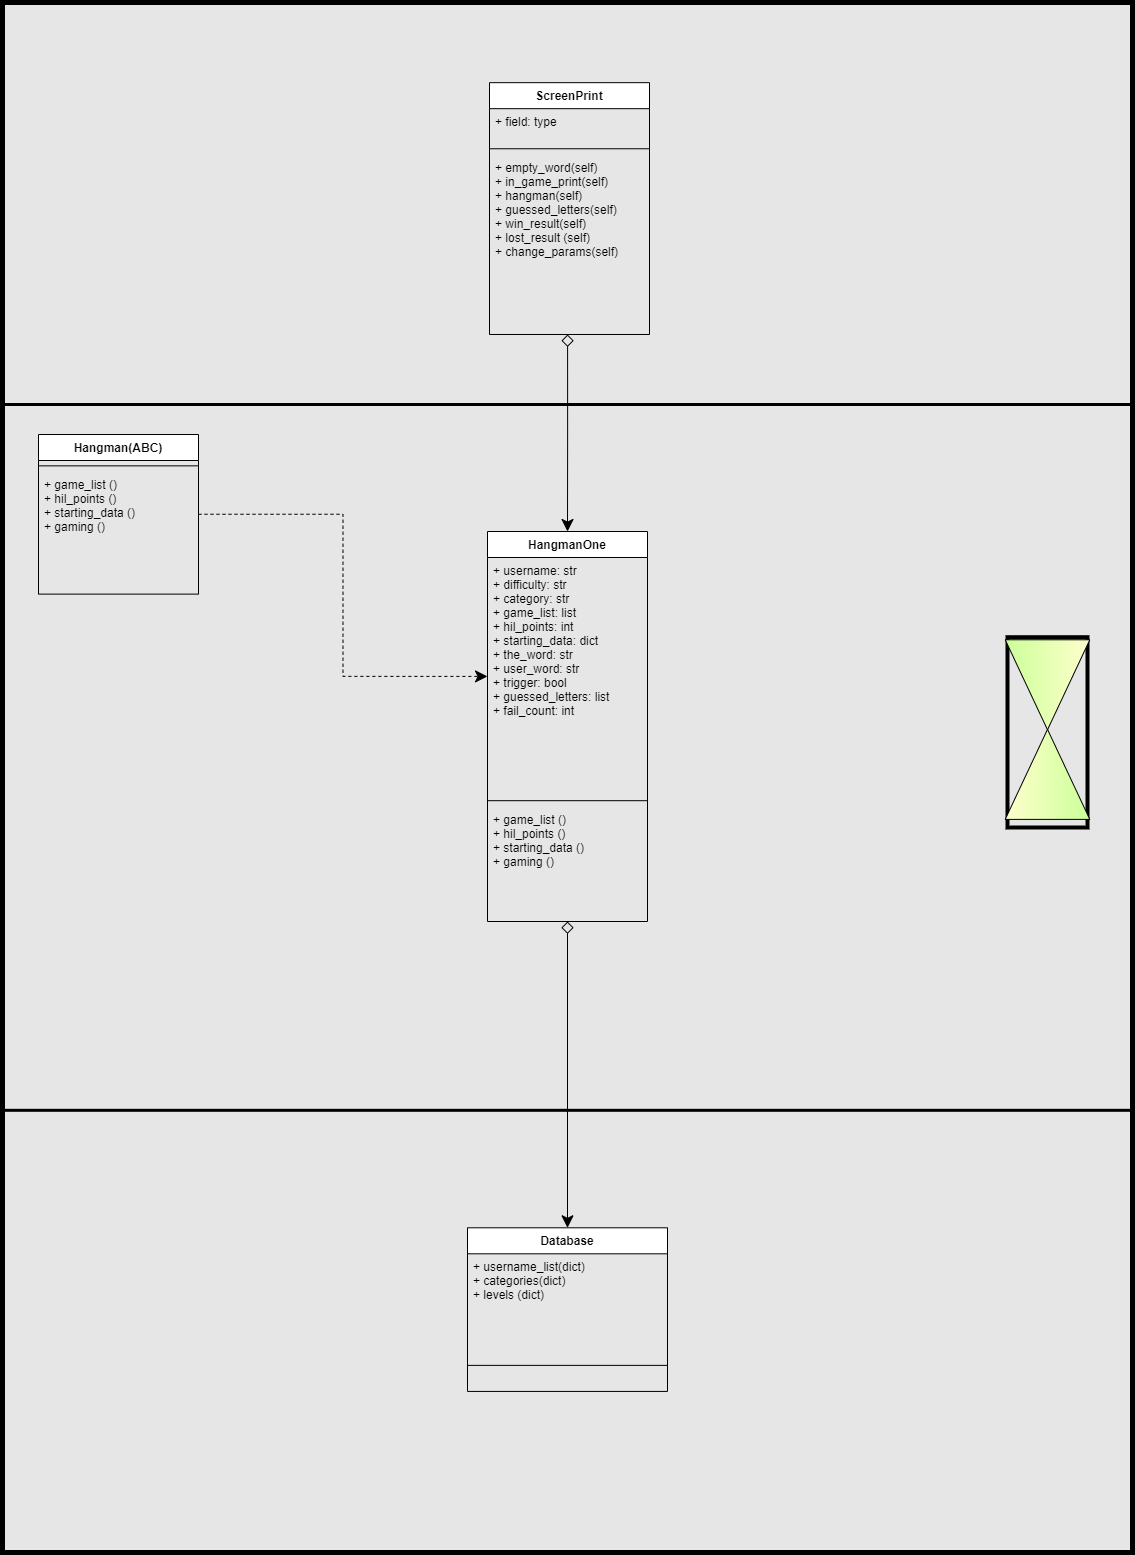 ScreenPrint
+ field: type
+ empty_word(self)
+ in_game_print(self)
+ hangman(self)
+ guessed_letters(self)
+ win_result(self)
+ lost_result (self)
+ change_params(self)
Hangman(ABC)
+ game_list ()
+ hil_points ()
+ starting_data ()
+ gaming ()
HangmanOne
+ username: str
+ difficulty: str
+ category: str
+ game_list: list
+ hil_points: int
+ starting_data: dict
+ the_word: str
+ user_word: str
+ trigger: bool
+ guessed_letters: list
+ fail_count: int
+ game_list ()
+ hil_points ()
+ starting_data ()
+ gaming ()
Database
+ username_list(dict)
+ categories(dict)
+ levels (dict)